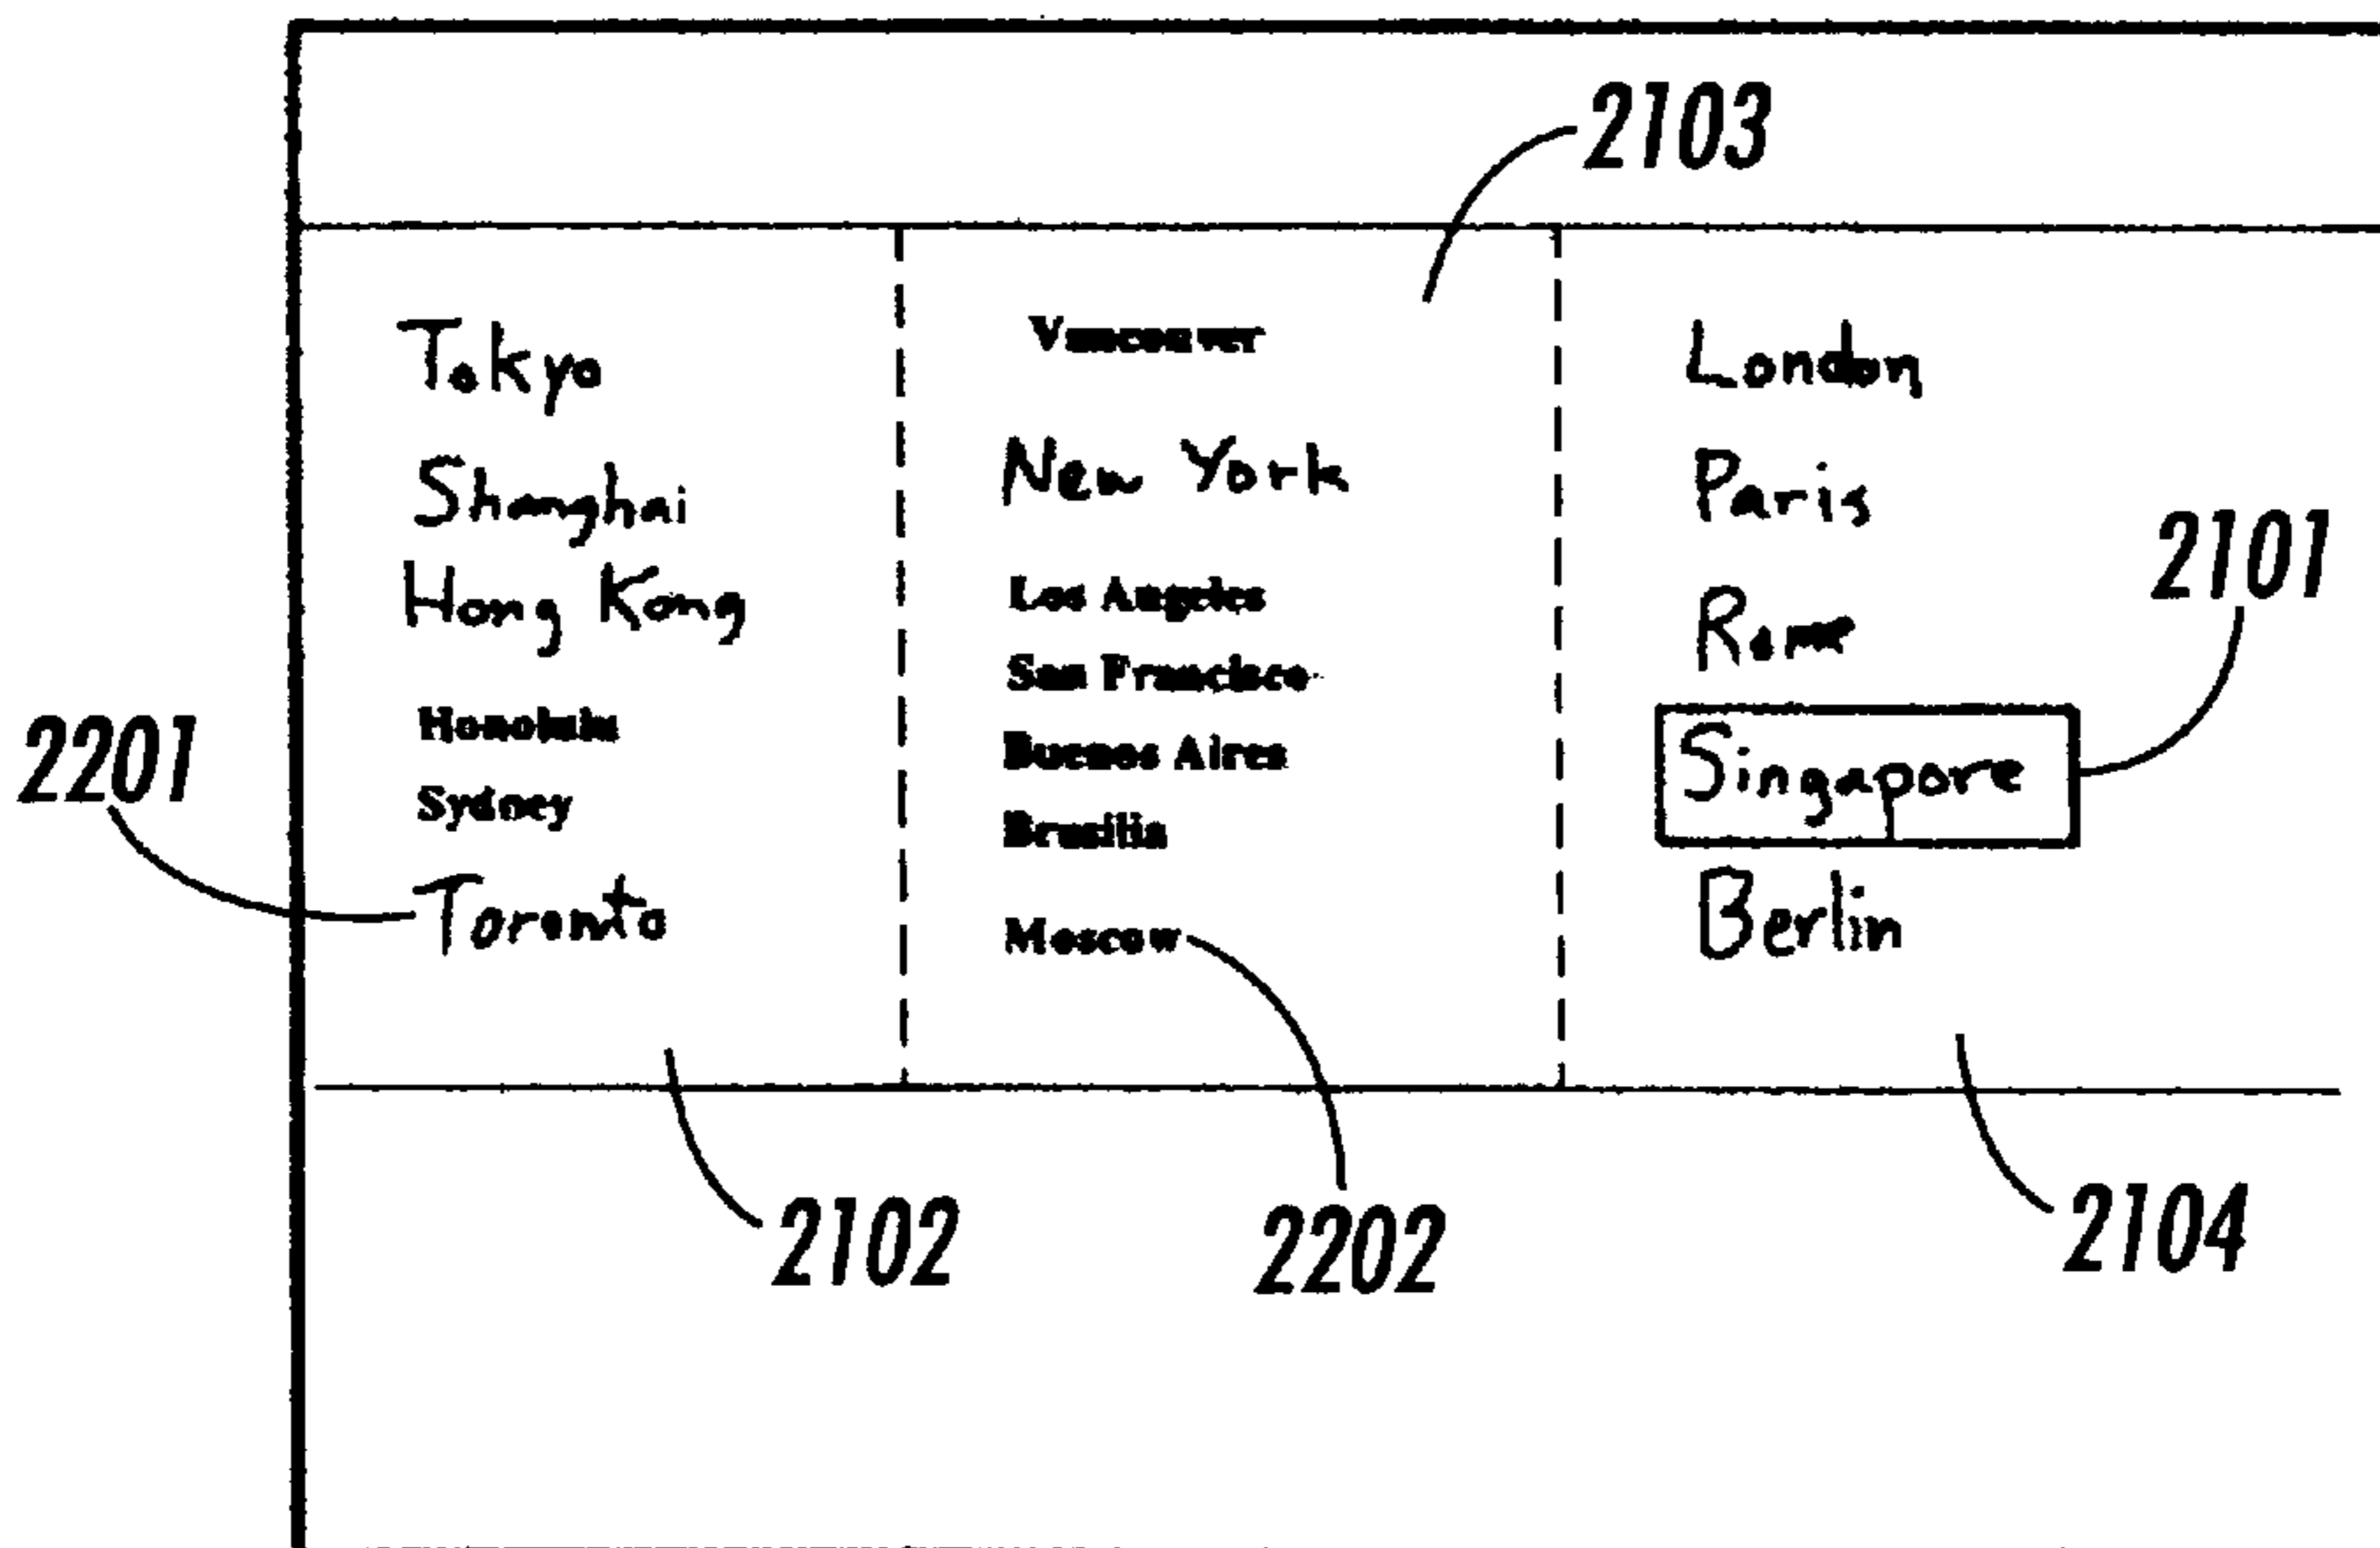 2103
Tokyo
Shanghai
Hong Kong
Honolulu
Sydney
2201
Toronto
2102
Vancouver
New York
Los Angeles
San Francisco
Buenos Aires
Brasilia
Moscow
2202
London
Paris
Rome
2101
Singapore
Berlin
2104